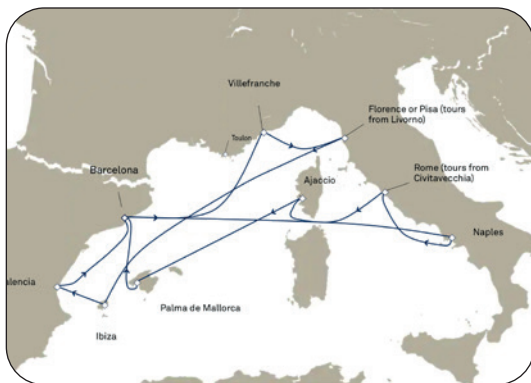 Villefranche
Florence or Pisa (tours
from Livorno)
Toulon
Barcelona
Ajaccio
Rome (tours from
Civitavecchia)
Naples
alencia
Palma de Mallorca
Ibiza